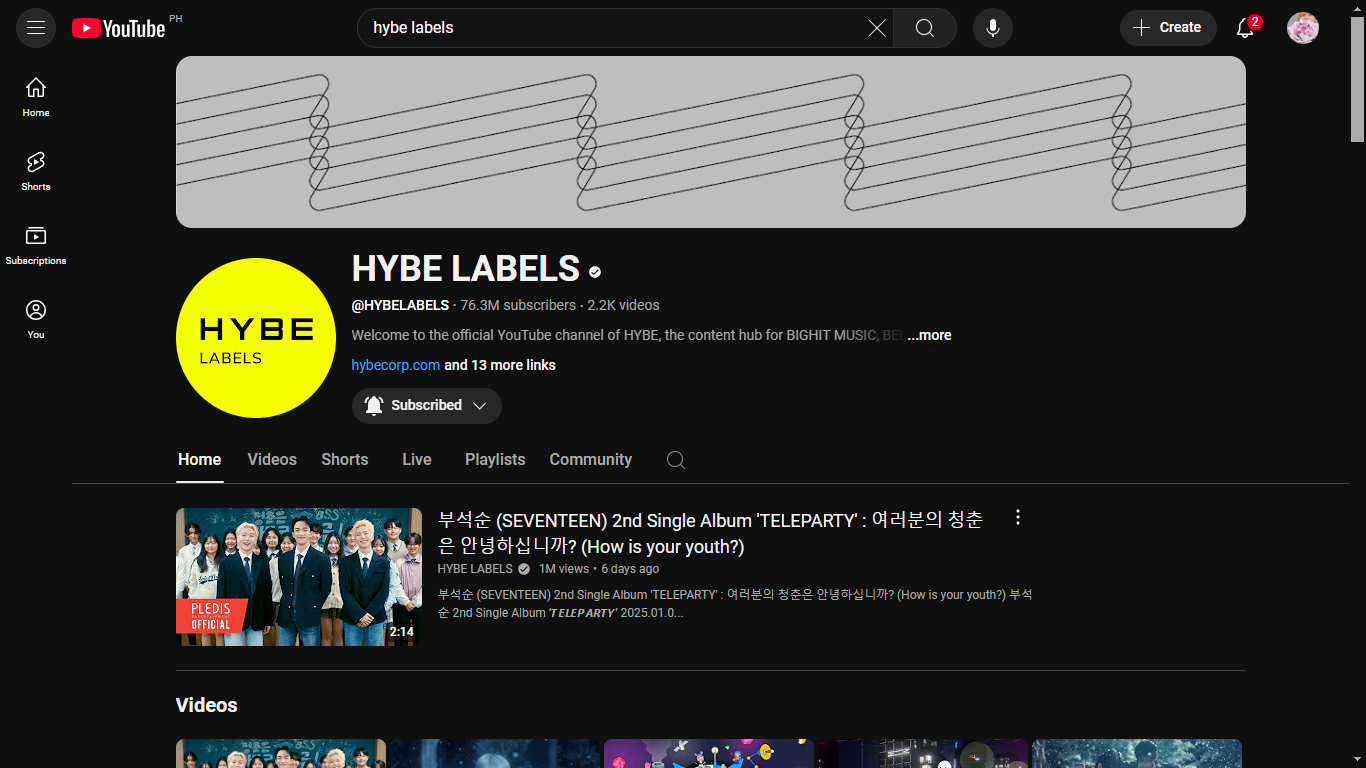 YouTube PH
hybe labels
Create
2
Home
Shorts
Subscriptions
You
HYBE
LABELS
HYBE LABELS
@HYBELABELS · 76.3M subscribers · 2.2K videos
Welcome to the official YouTube channel of HYBE, the content hub for BIGHIT MUSIC, BEL ...more
hybecorp.com and 13 more links
Subscribed
Home Videos Shorts Live Playlists Community
PLEDIS
ENTERTAINMENT
OFFICIAL
2:14
부석순 (SEVENTEEN) 2nd Single Album 'TELEPARTY' : 여러분의 청춘
은 안녕하십니까? (How is your youth?)
HYBE LABELS 1M views • 6 days ago
부석순 (SEVENTEEN) 2nd Single Album 'TELEPARTY' : 여러분의 청춘은 안녕하십니까? (How is your youth?) 부석
순 2nd Single Album '𝙏𝙀𝙇𝙀𝙋𝘼𝙍𝙏𝙔' 2025.01.0...
Videos